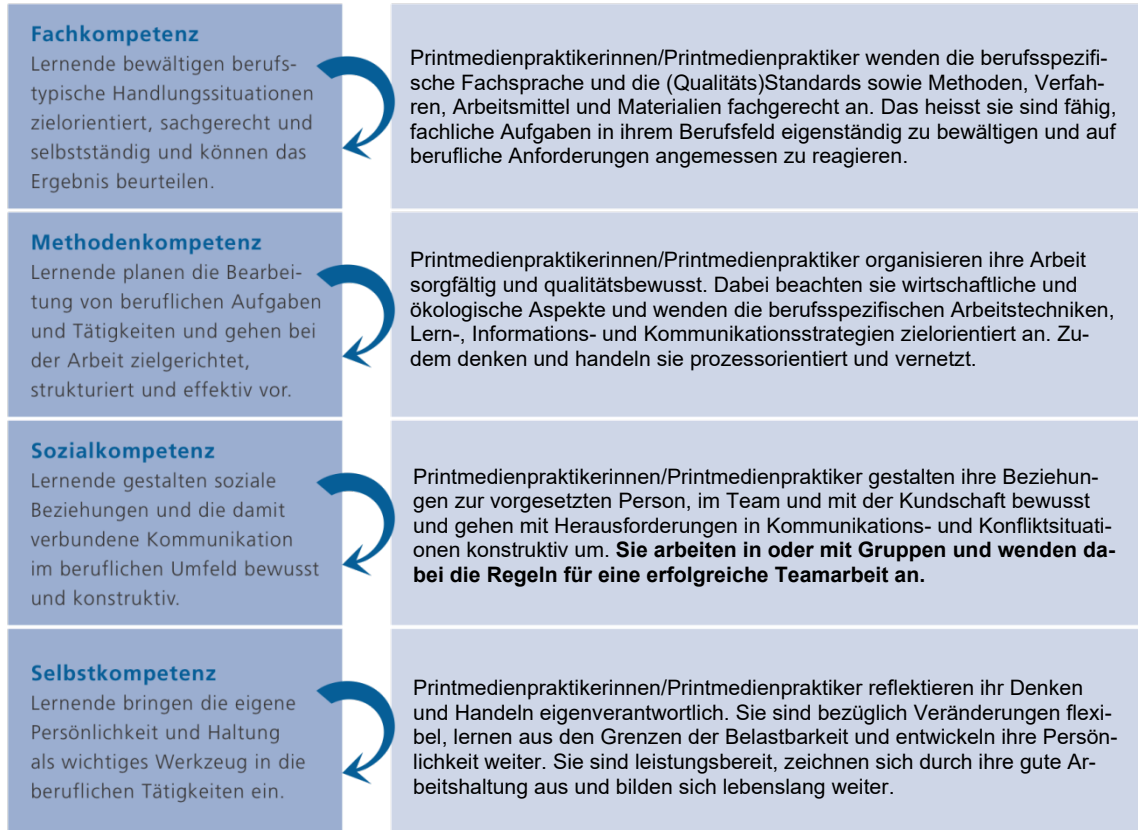 Fachkompetenz
Lernende bewältigen berufs-
typische Handlungssituationen
zielorientiert, sachgerecht und
selbstständig und können das
Ergebnis beurteilen.
Printmedienpraktikerinnen/Printmedienpraktiker wenden die berufsspezifi-
sche Fachsprache und die (Qualitäts)Standards sowie Methoden, Verfah-
ren, Arbeitsmittel und Materialien fachgerecht an. Das heisst sie sind fähig,
fachliche Aufgaben in ihrem Berufsfeld eigenständig zu bewältigen und auf
berufliche Anforderungen angemessen zu reagieren.
Methodenkompetenz
Lernende planen die Bearbei-
tung von beruflichen Aufgaben
und Tätigkeiten und gehen bei
der Arbeit zielgerichtet,
strukturiert und effektiv vor.
Printmedienpraktikerinnen/Printmedienpraktiker organisieren ihre Arbeit
sorgfältig und qualitätsbewusst. Dabei beachten sie wirtschaftliche und
ökologische Aspekte und wenden die berufsspezifischen Arbeitstechniken,
Lern-, Informations- und Kommunikationsstrategien zielorientiert an. Zu-
dem denken und handeln sie prozessorientiert und vernetzt.
Sozialkompetenz
Lernende gestalten soziale
Beziehungen und die damit
verbundene Kommunikation
im beruflichen Umfeld bewusst
und konstruktiv.
Printmedienpraktikerinnen/Printmedienpraktiker gestalten ihre Beziehun-
gen zur vorgesetzten Person, im Team und mit der Kundschaft bewusst
und gehen mit Herausforderungen in Kommunikations- und Konfliktsituati-
onen konstruktiv um. Sie arbeiten in oder mit Gruppen und wenden da-
bei die Regeln für eine erfolgreiche Teamarbeit an.
Selbstkompetenz
Lernende bringen die eigene
Persönlichkeit und Haltung
als wichtiges Werkzeug in die
beruflichen Tätigkeiten ein.
Printmedienpraktikerinnen/Printmedienpraktiker reflektieren ihr Denken
und Handeln eigenverantwortlich. Sie sind bezüglich Veränderungen flexi-
bel, lernen aus den Grenzen der Belastbarkeit und entwickeln ihre Persön-
lichkeit weiter. Sie sind leistungsbereit, zeichnen sich durch ihre gute Ar-
beitshaltung aus und bilden sich lebenslang weiter.